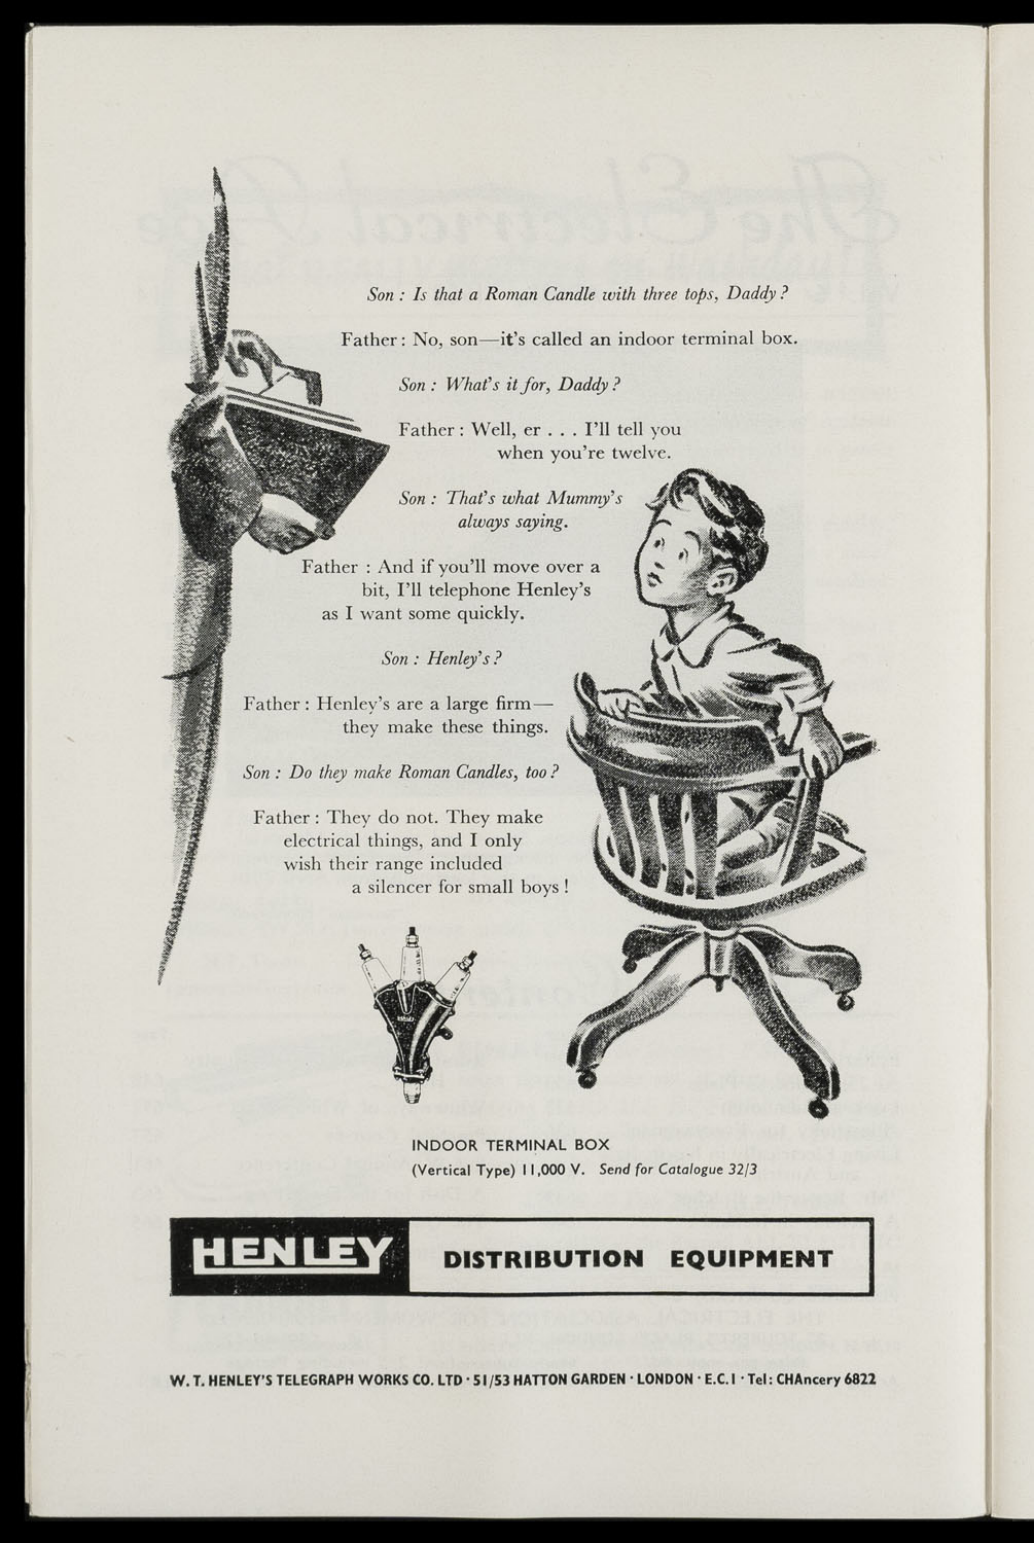 Son : Is that a Roman Candle with three tops, Daddy ?
Father : No, son—it's called an indoor terminal box.
Son : What's it for, Daddy ?
Father : Well, er . . . I'll tell you
when you're twelve.
Son : That's what Mummy's
always saying.
Father : And if you'll move over a
bit, I'll telephone Henley's
as I want some quickly.
Son : Henley's ?
Father : Henley's are a large firm—
they make these things.
Son : Do they make Roman Candles, too ?
Father : They do not. They make
electrical things, and I only
wish their range included
a silencer for small boys !
INDOOR TERMINAL BOX
(Vertical Type) 11,000 V. Send for Catalogue 32/3
HENLEY DISTRIBUTION EQUIPMENT
W. T. HENLEY'S TELEGRAPH WORKS CO. LTD · 51/53 HATTON GARDEN · LONDON · E.C.1 · Tel: CHAncery 6822